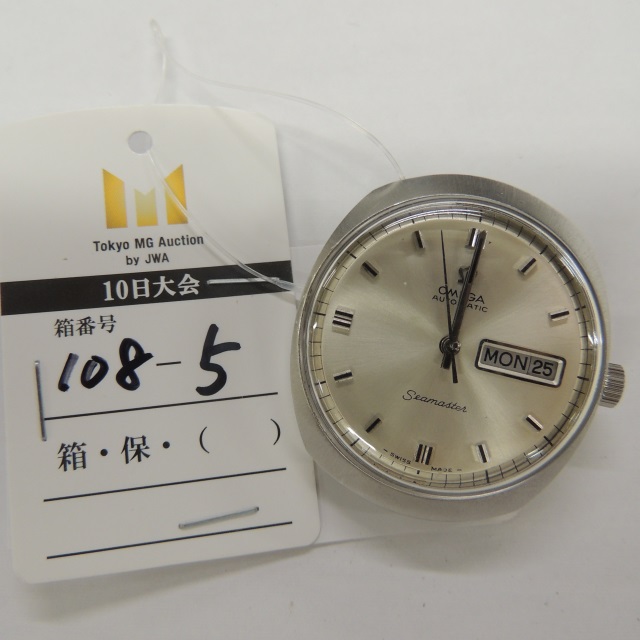 Tokyo MG Auction
by JWA
10日大会
箱番号
108-5
箱・保・( )
OMEGA
AUTOMATIC
MON 25
Seamaster
SWISS MADE